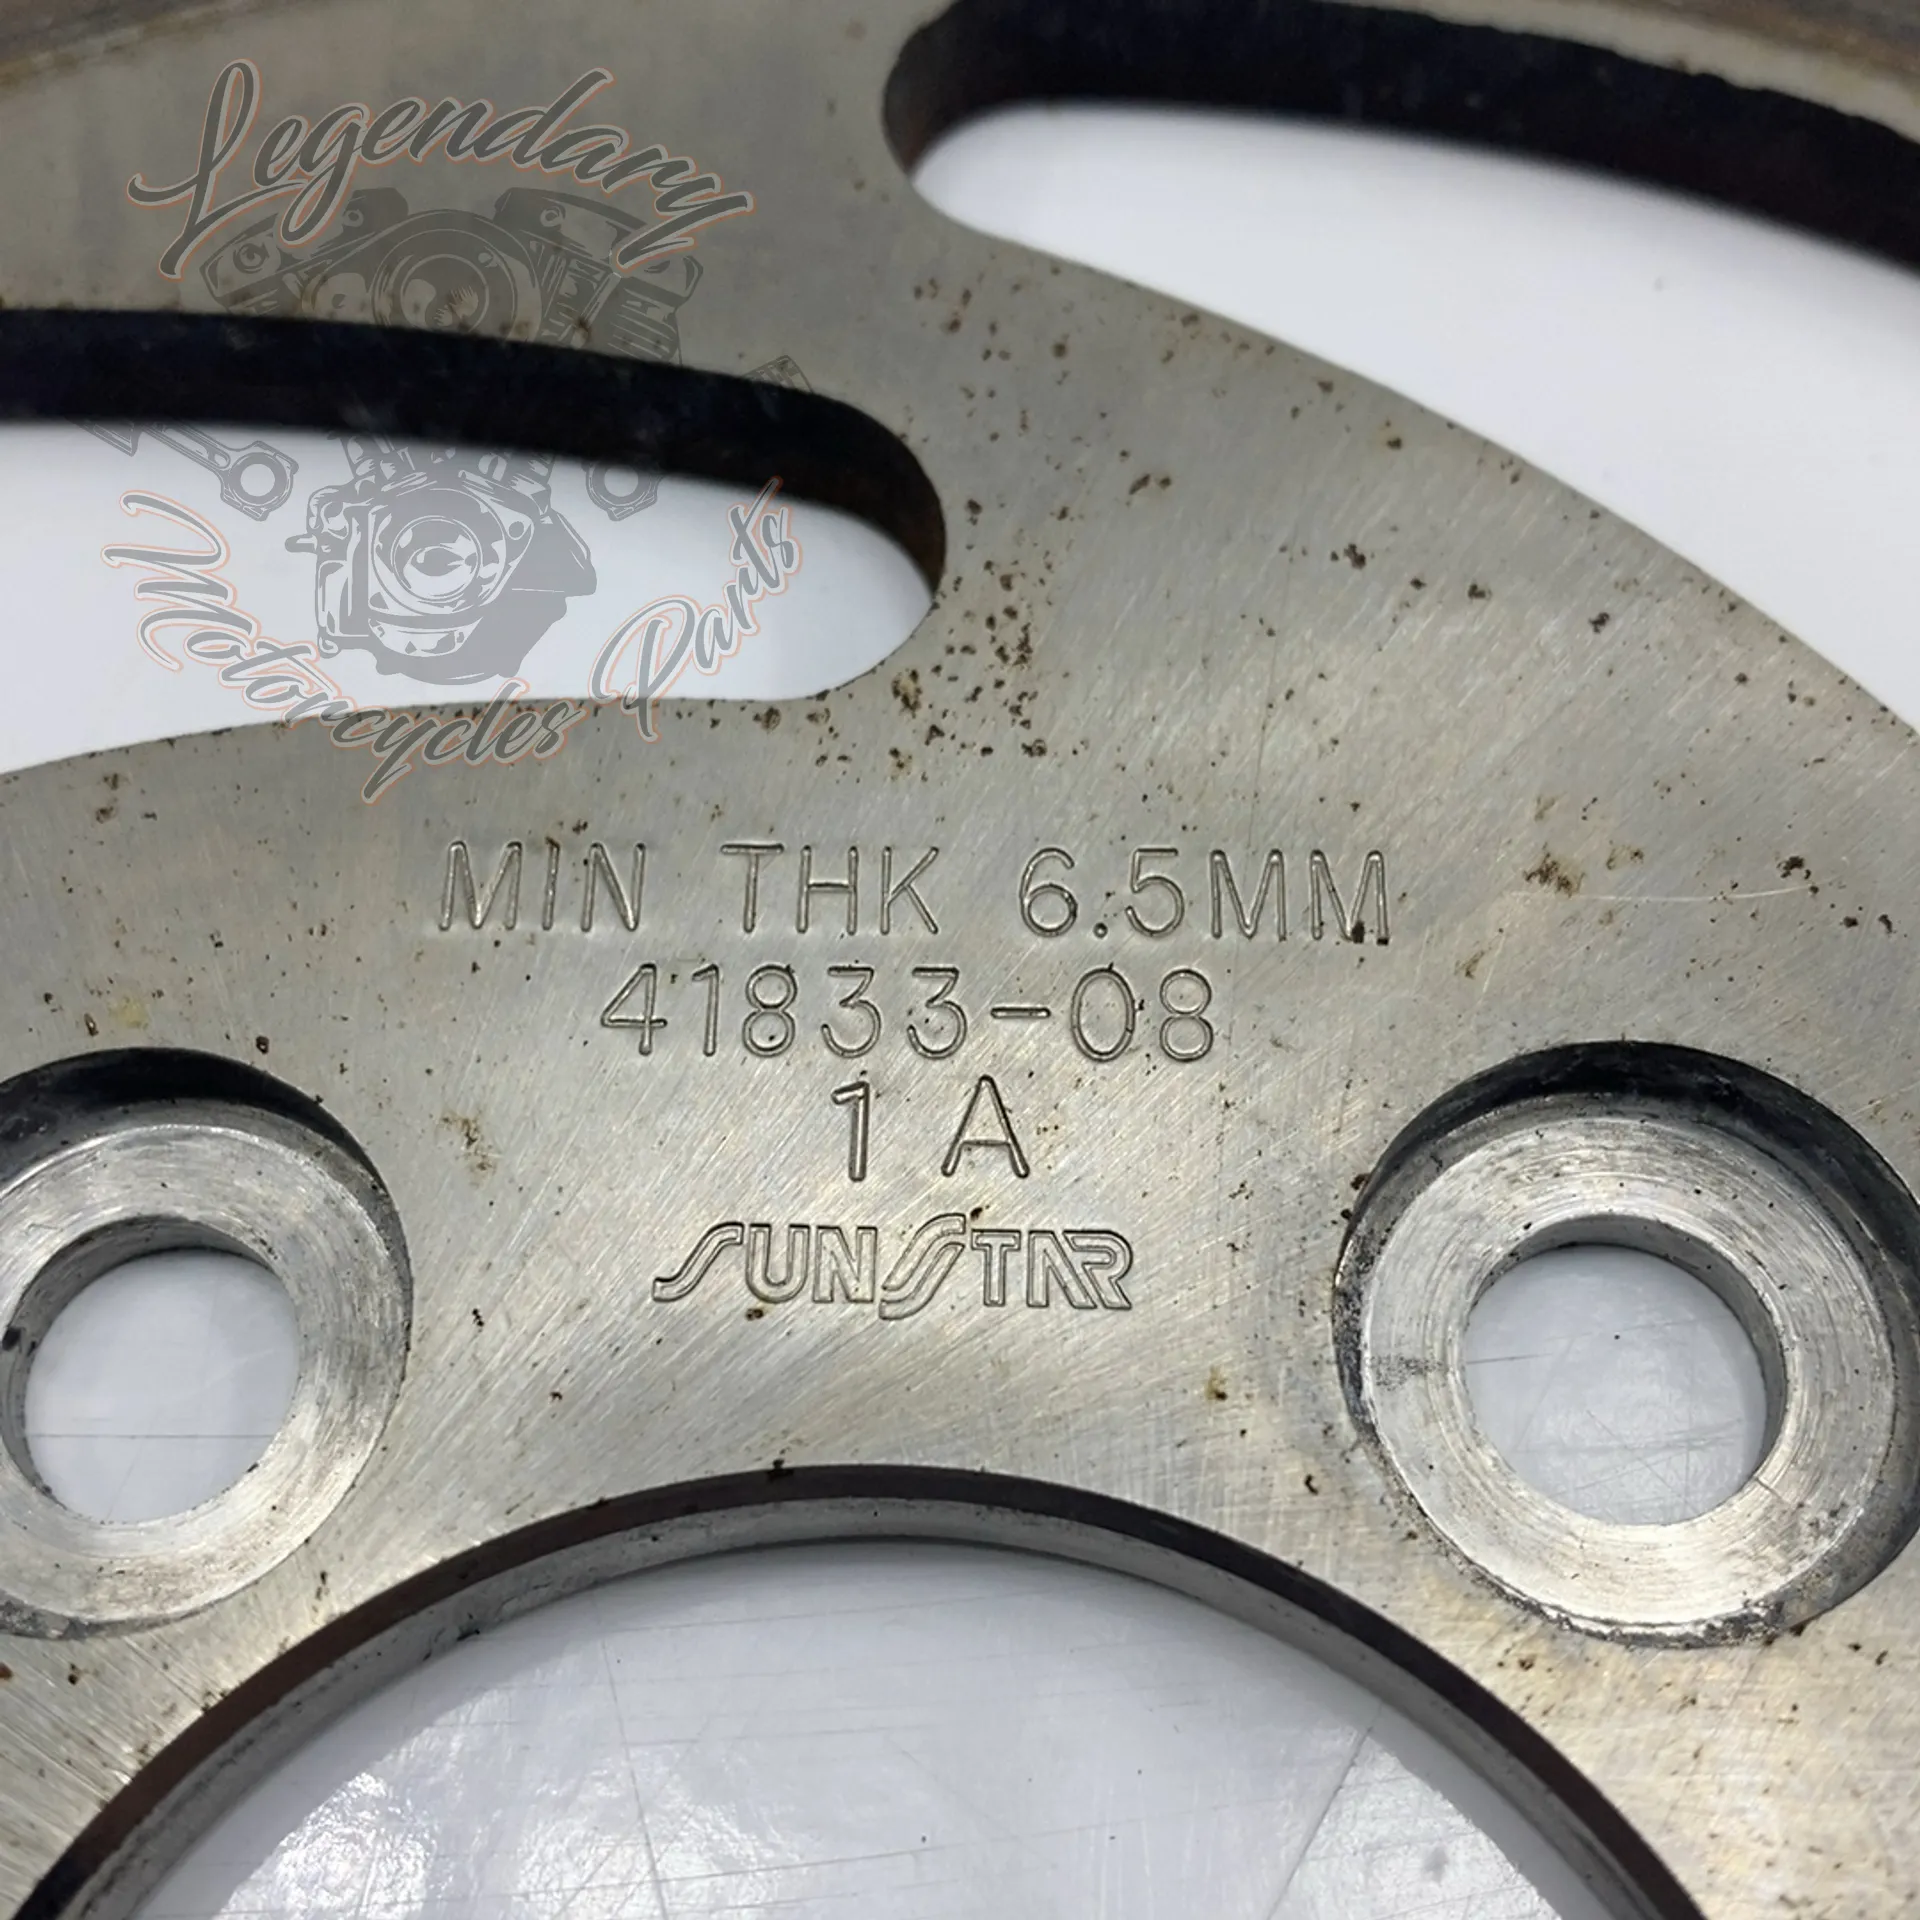 Legendary
Motorcycles Parts
MIN THK 6.5MM
41833-08
1 A
SUNSTAR